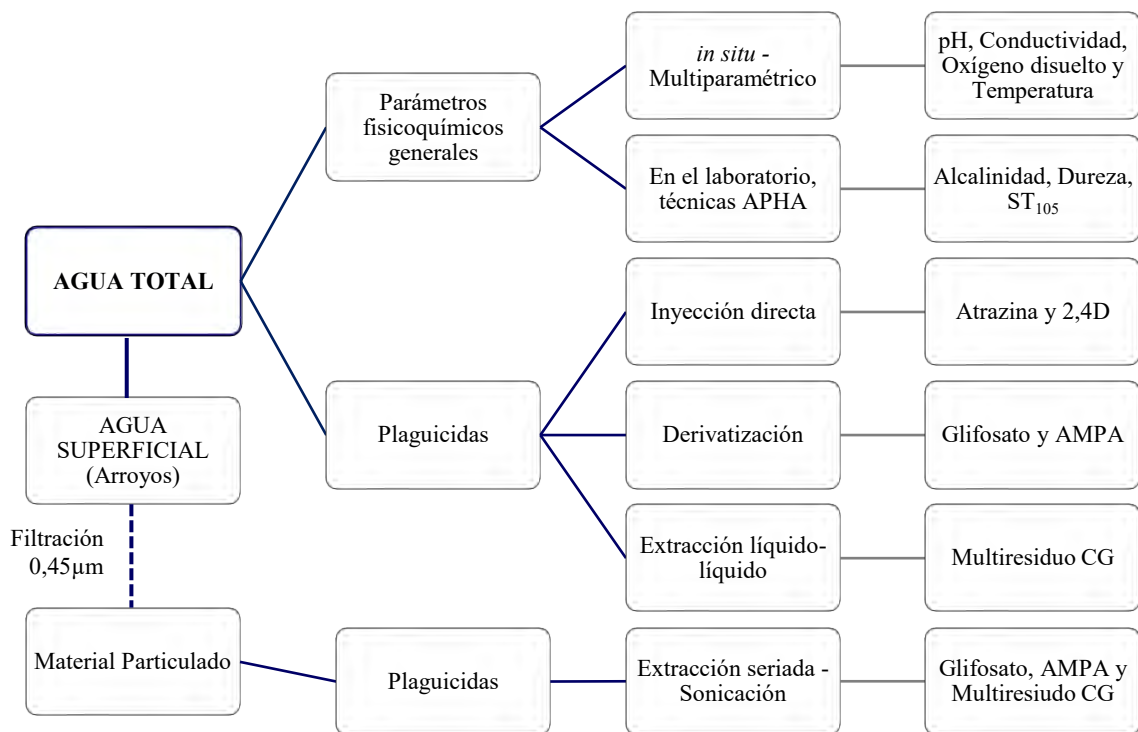 in situ -
Multiparamétrico
pH, Conductividad,
Oxígeno disuelto y
Temperatura
Parámetros
fisicoquímicos
generales
En el laboratorio,
técnicas APHA
Alcalinidad, Dureza,
ST105
AGUA TOTAL
Inyección directa
Atrazina y 2,4D
AGUA
SUPERFICIAL
(Arroyos)
Plaguicidas
Derivatización
Glifosato y AMPA
Filtración
0,45µm
Extracción líquido-
líquido
Multiresiduo CG
Material Particulado
Plaguicidas
Extracción seriada -
Sonicación
Glifosato, AMPA y
Multiresiudo CG